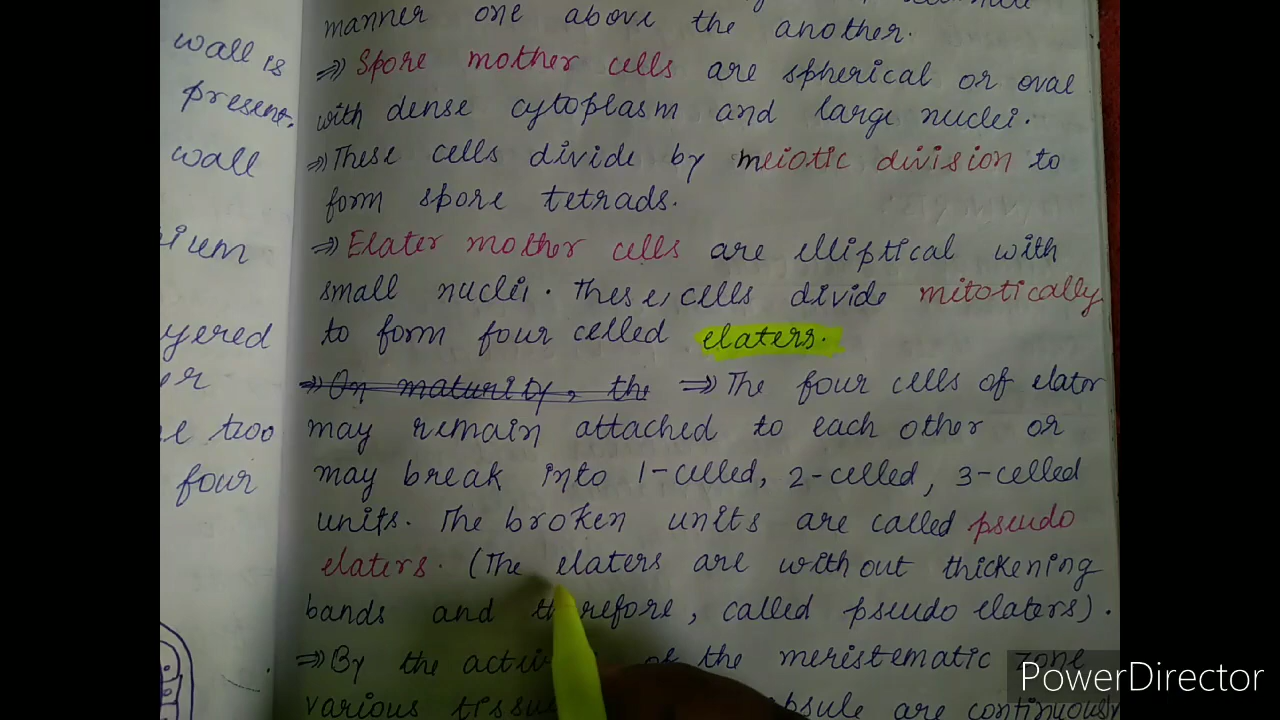 manner one above the another.
wall is
present.
wall
ium
yered
er
e two
four
⇒ Spore mother cells are spherical or oval
with dense cytoplasm and large nuclei.
⇒ These cells divide by meiotic division to
form spore tetrads.
⇒ Elater mother cells are elliptical with
small nuclei. These cells divide mitotically
to form four celled elaters.
⇒ On maturity, the ⇒ The four cells of elator
may remain attached to each other or
may break into 1-celled, 2-celled, 3-celled
units. The broken units are called pseudo
elaters. (The elaters are without thickening
bands and therefore, called pseudo elaters).
⇒ By the of the meristematic zone
various are continuously
PowerDirector